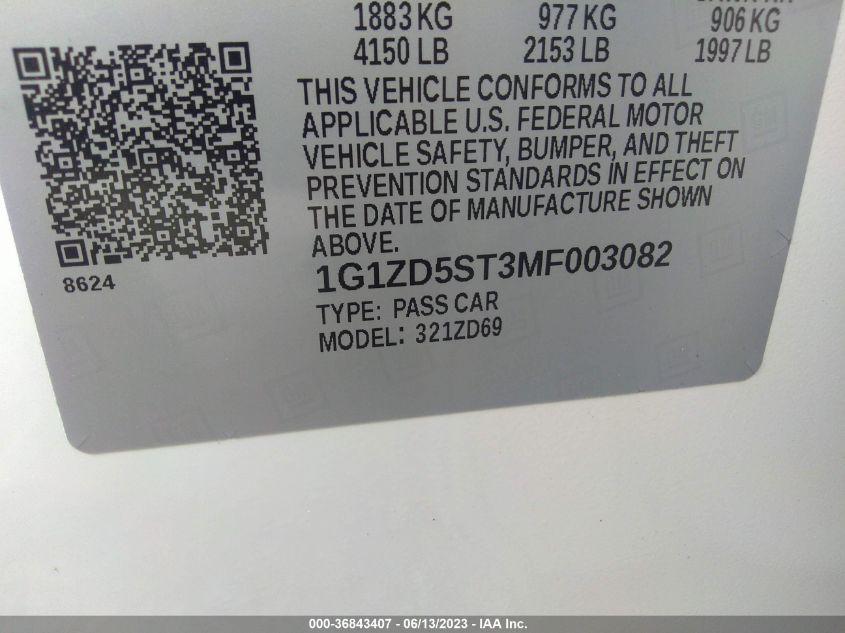 1883 KG 977 KG 906 KG
4150 LB 2153 LB 1997 LB
THIS VEHICLE CONFORMS TO ALL
APPLICABLE U.S. FEDERAL MOTOR
VEHICLE SAFETY, BUMPER, AND THEFT
PREVENTION STANDARDS IN EFFECT ON
THE DATE OF MANUFACTURE SHOWN
ABOVE.
8624
1G1ZD5ST3MF003082
TYPE: PASS CAR
MODEL: 321ZD69
000-36843407 - 06/13/2023 - IAA Inc.